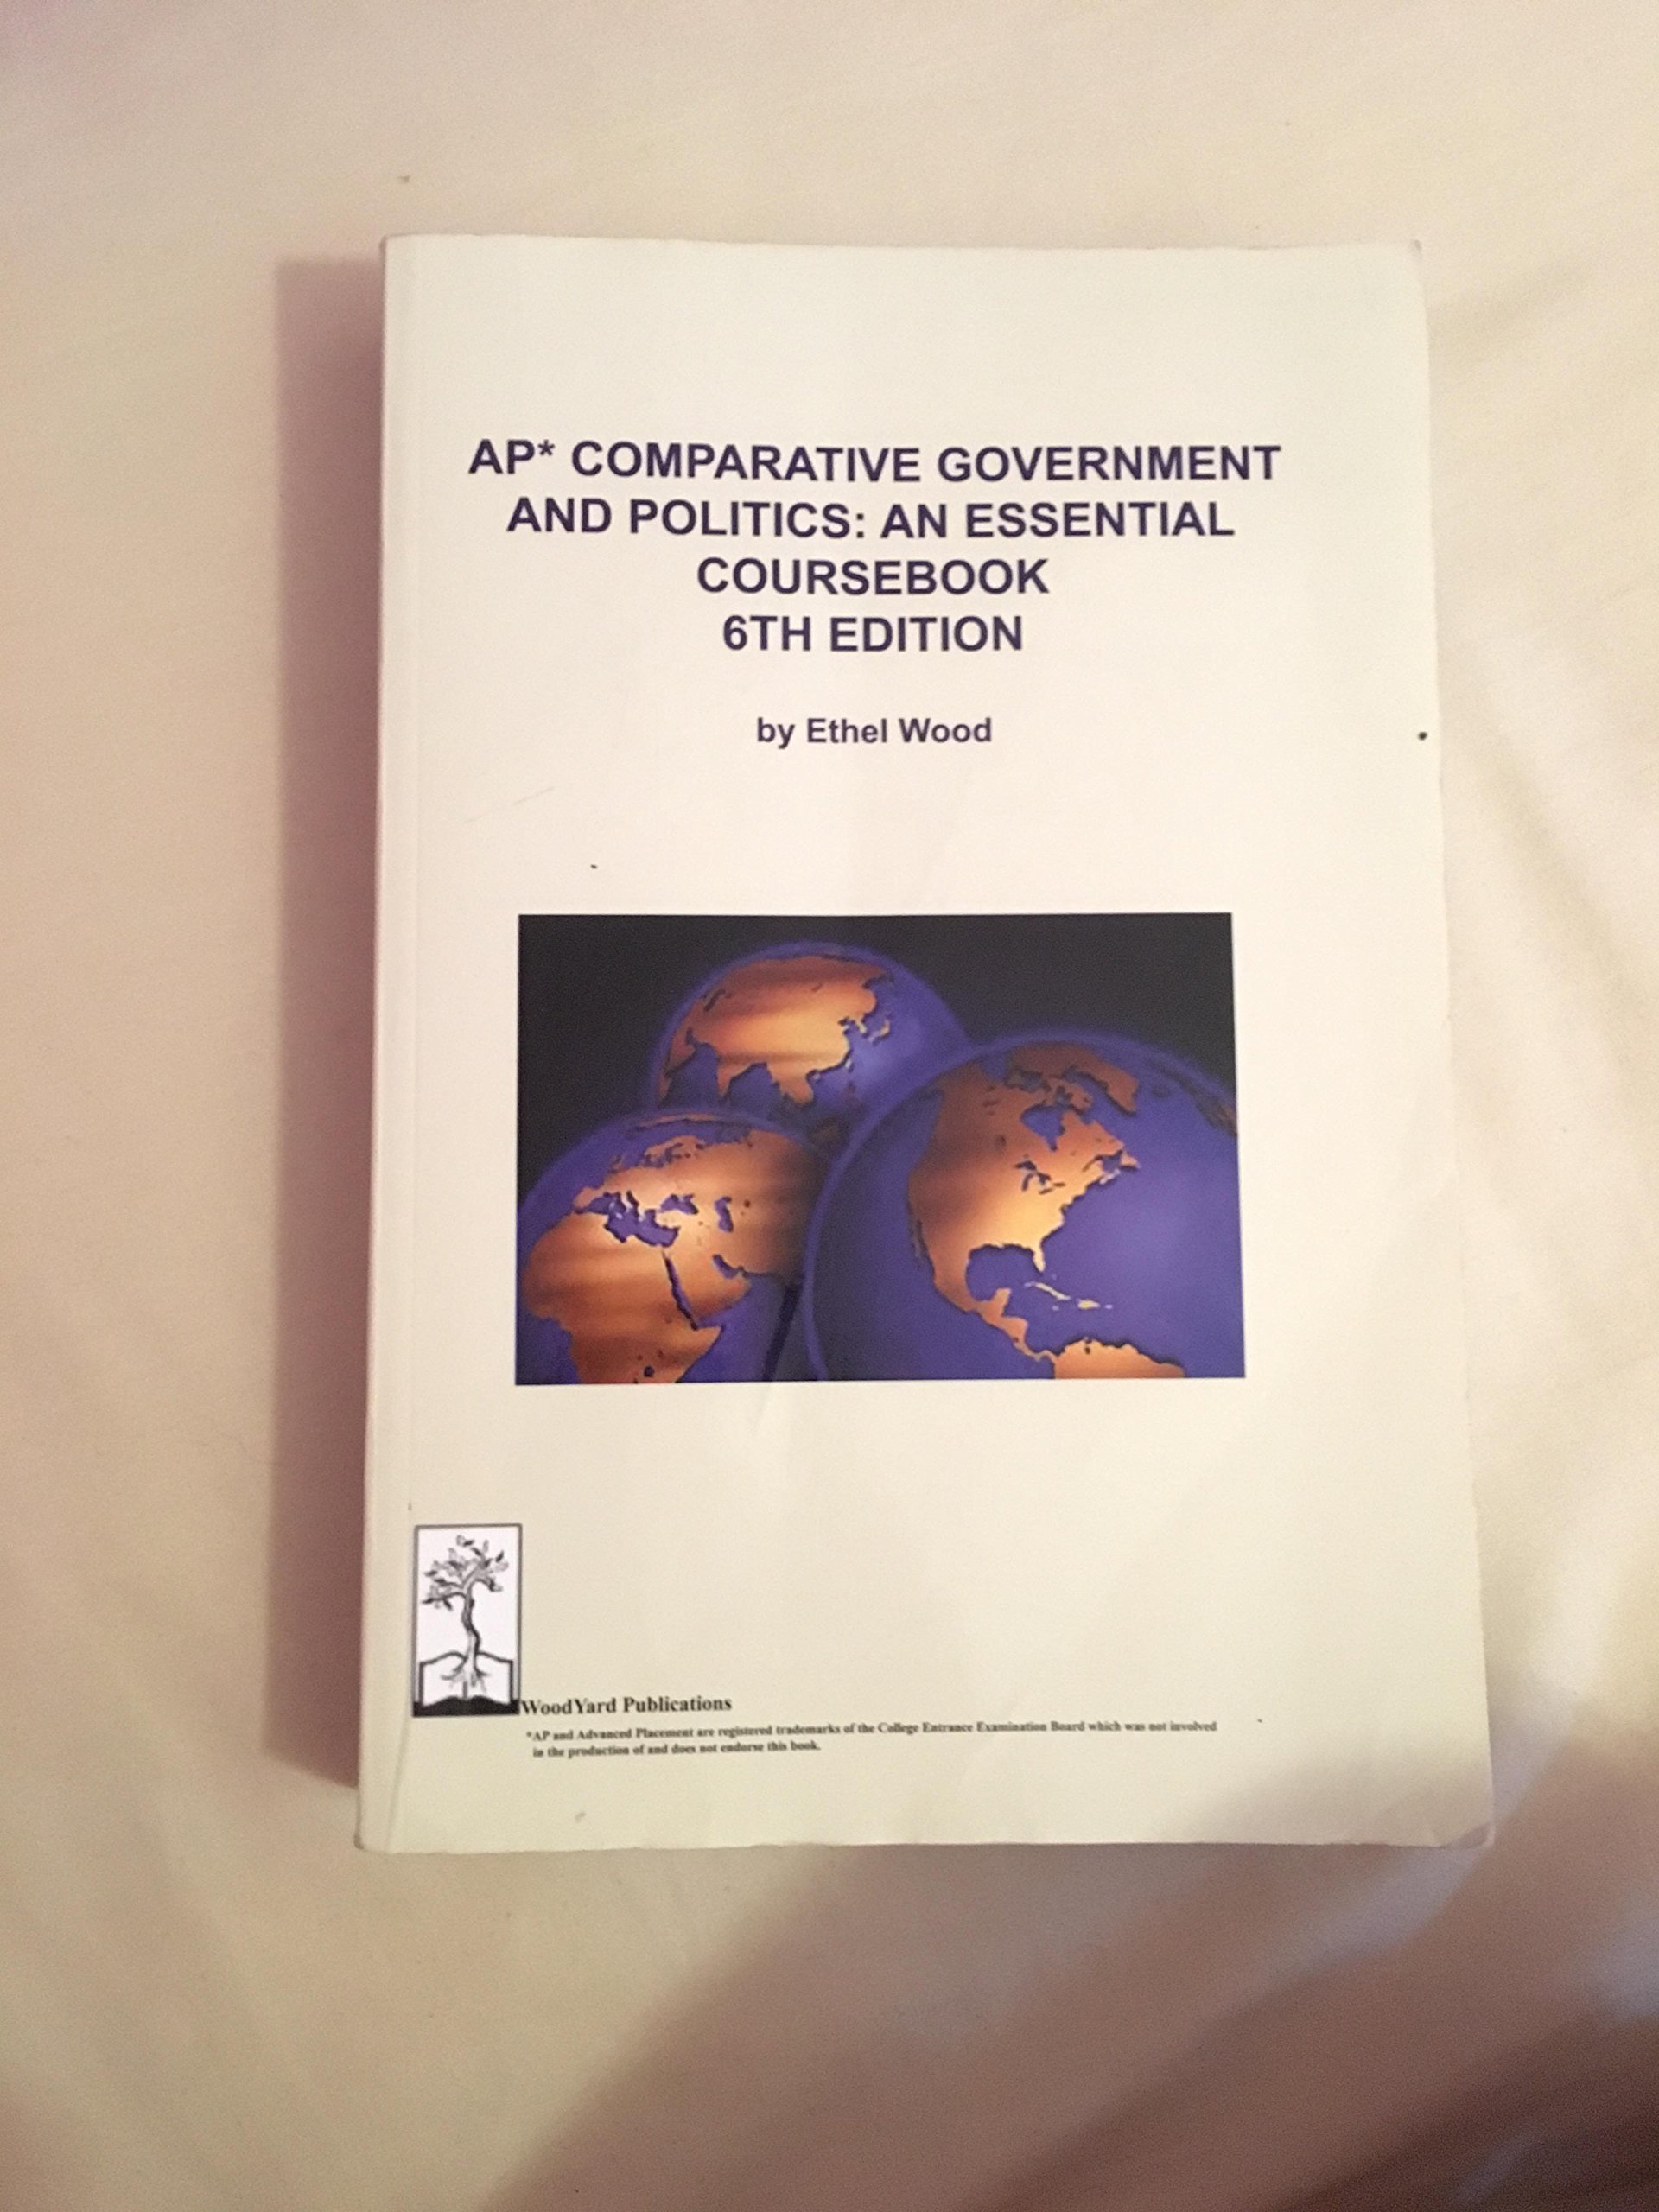 AP* COMPARATIVE GOVERNMENT
AND POLITICS: AN ESSENTIAL
COURSEBOOK
6TH EDITION
by Ethel Wood
WoodYard Publications
*AP and Advanced Placement are registered trademarks of the College Entrance Examination Board which was not involved
in the production of and does not endorse this book.